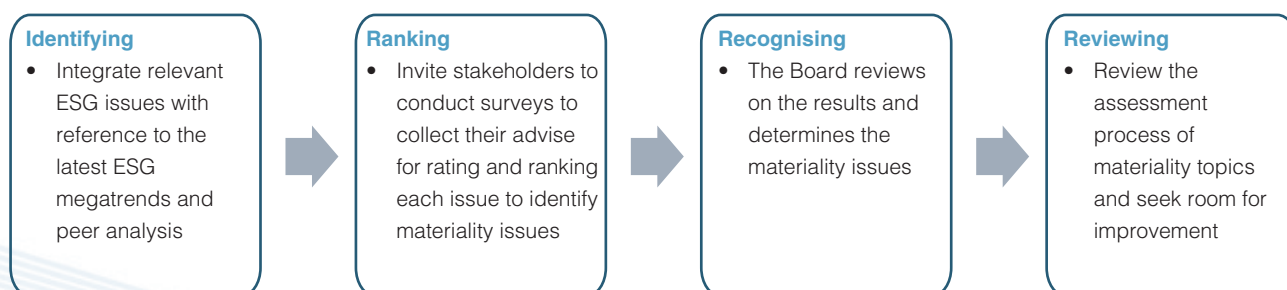 Identifying
• Integrate relevant
ESG issues with
reference to the
latest ESG
megatrends and
peer analysis
Ranking
• Invite stakeholders to
conduct surveys to
collect their advise
for rating and ranking
each issue to identify
materiality issues
Recognising
• The Board reviews
on the results and
determines the
materiality issues
Reviewing
• Review the
assessment
process of
materiality topics
and seek room for
improvement